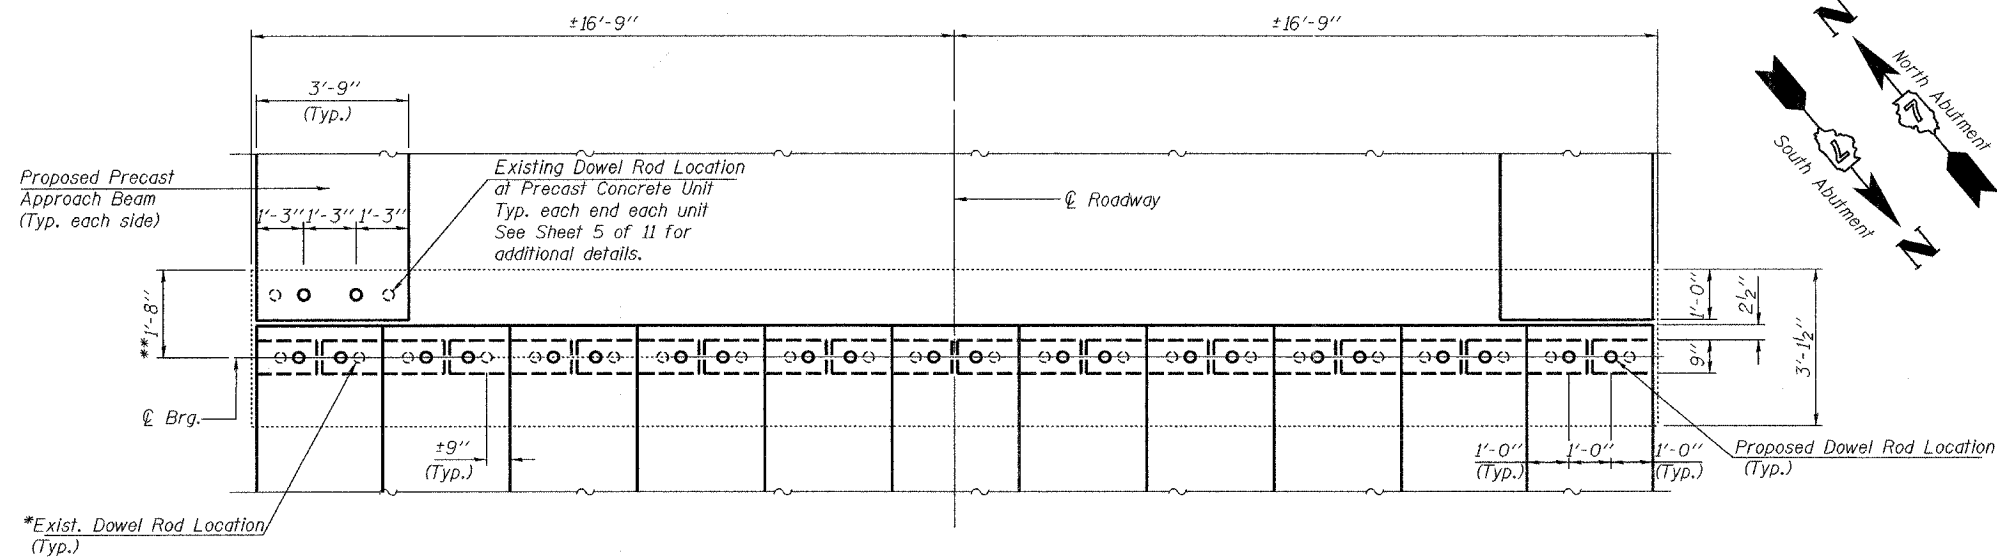 ±16'-9''
±16'-9''
3'-9''
(Typ.)
N
North Abutment
7
2
South Abutment
N
Proposed Precast
Approach Beam
(Typ. each side)
Existing Dowel Rod Location
at Precast Concrete Unit
Typ. each end each unit
See Sheet 5 of 11 for
additional details.
℄ Roadway
1'-3''
1'-3''
1'-3''
**1'-8''
1'-0''
2½''
9''
3'-1½''
℄ Brg.
±9''
(Typ.)
1'-0''
(Typ.)
1'-0''
1'-0''
(Typ.)
Proposed Dowel Rod Location
(Typ.)
*Exist. Dowel Rod Location
(Typ.)